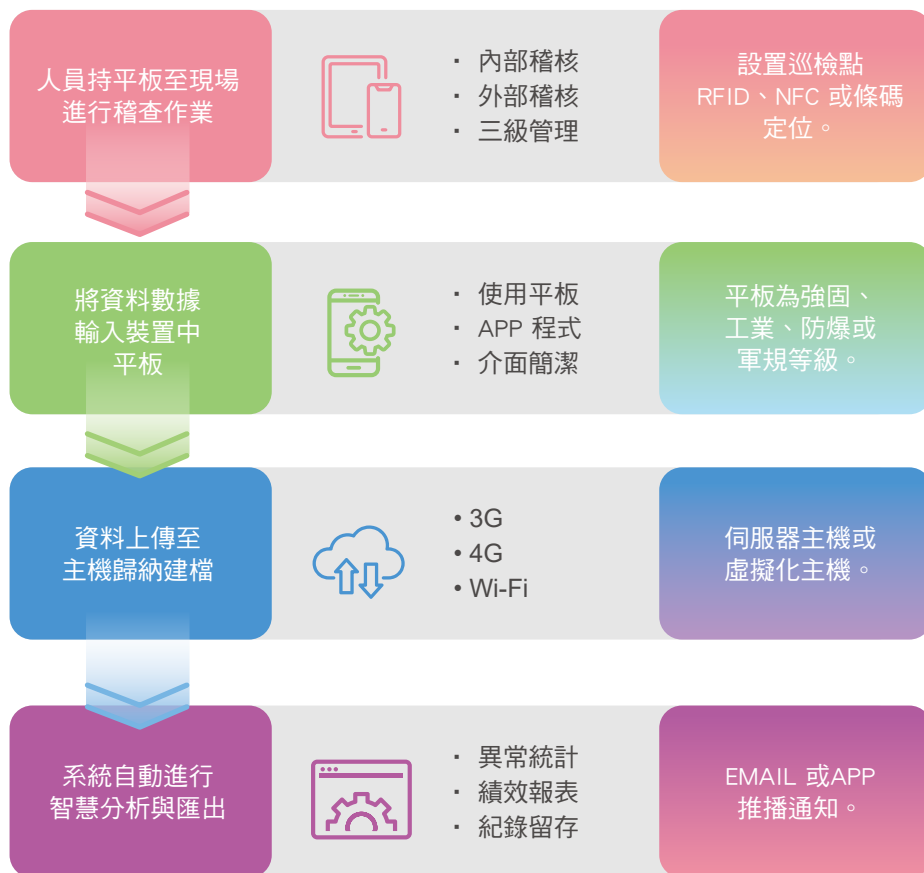 人員持平板至現場
進行稽查作業
▪ 內部稽核
▪ 外部稽核
▪ 三級管理
設置巡檢點
RFID、NFC 或條碼
定位。
將資料數據
輸入裝置中
平板
▪ 使用平板
▪ APP 程式
▪ 介面簡潔
平板為強固、
工業、防爆或
軍規等級。
資料上傳至
主機歸納建檔
• 3G
• 4G
• Wi-Fi
伺服器主機或
虛擬化主機。
系統自動進行
智慧分析與匯出
▪ 異常統計
▪ 績效報表
▪ 紀錄留存
EMAIL 或APP
推播通知。